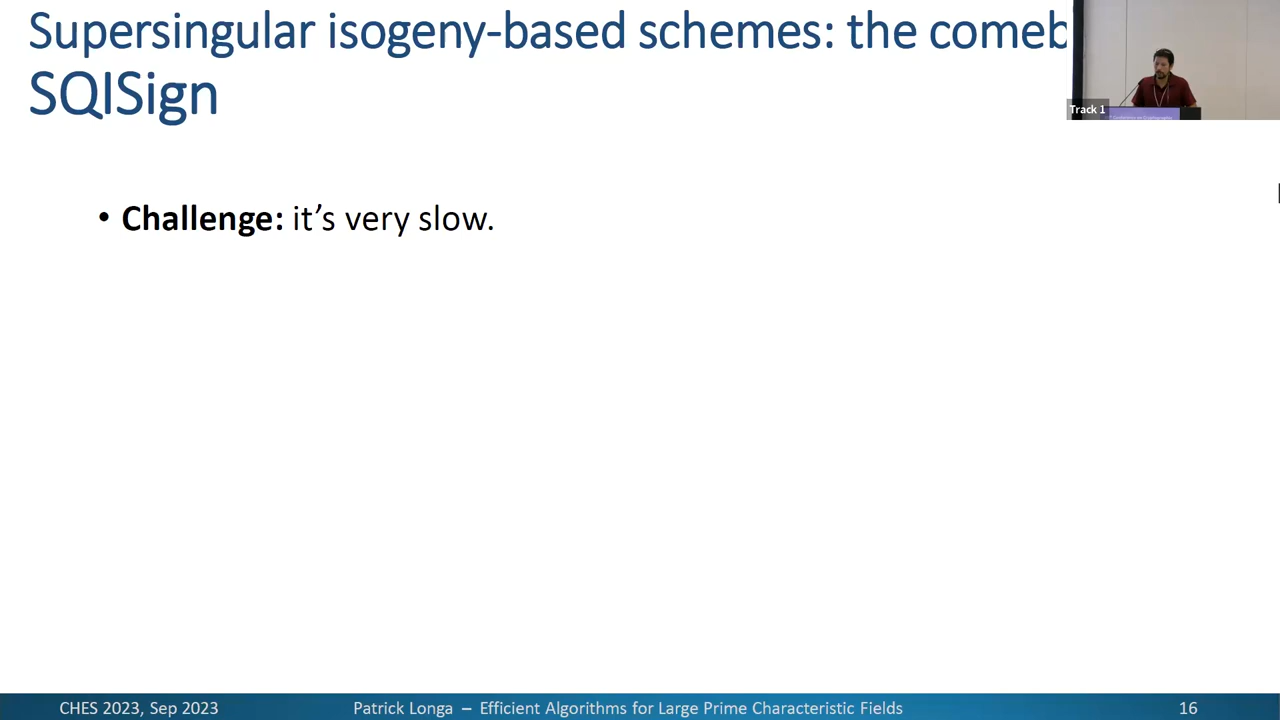 Supersingular isogeny-based schemes: the comeb
SQISign
Track 1
• Challenge: it's very slow.
CHES 2023, Sep 2023
Patrick Longa – Efficient Algorithms for Large Prime Characteristic Fields
16